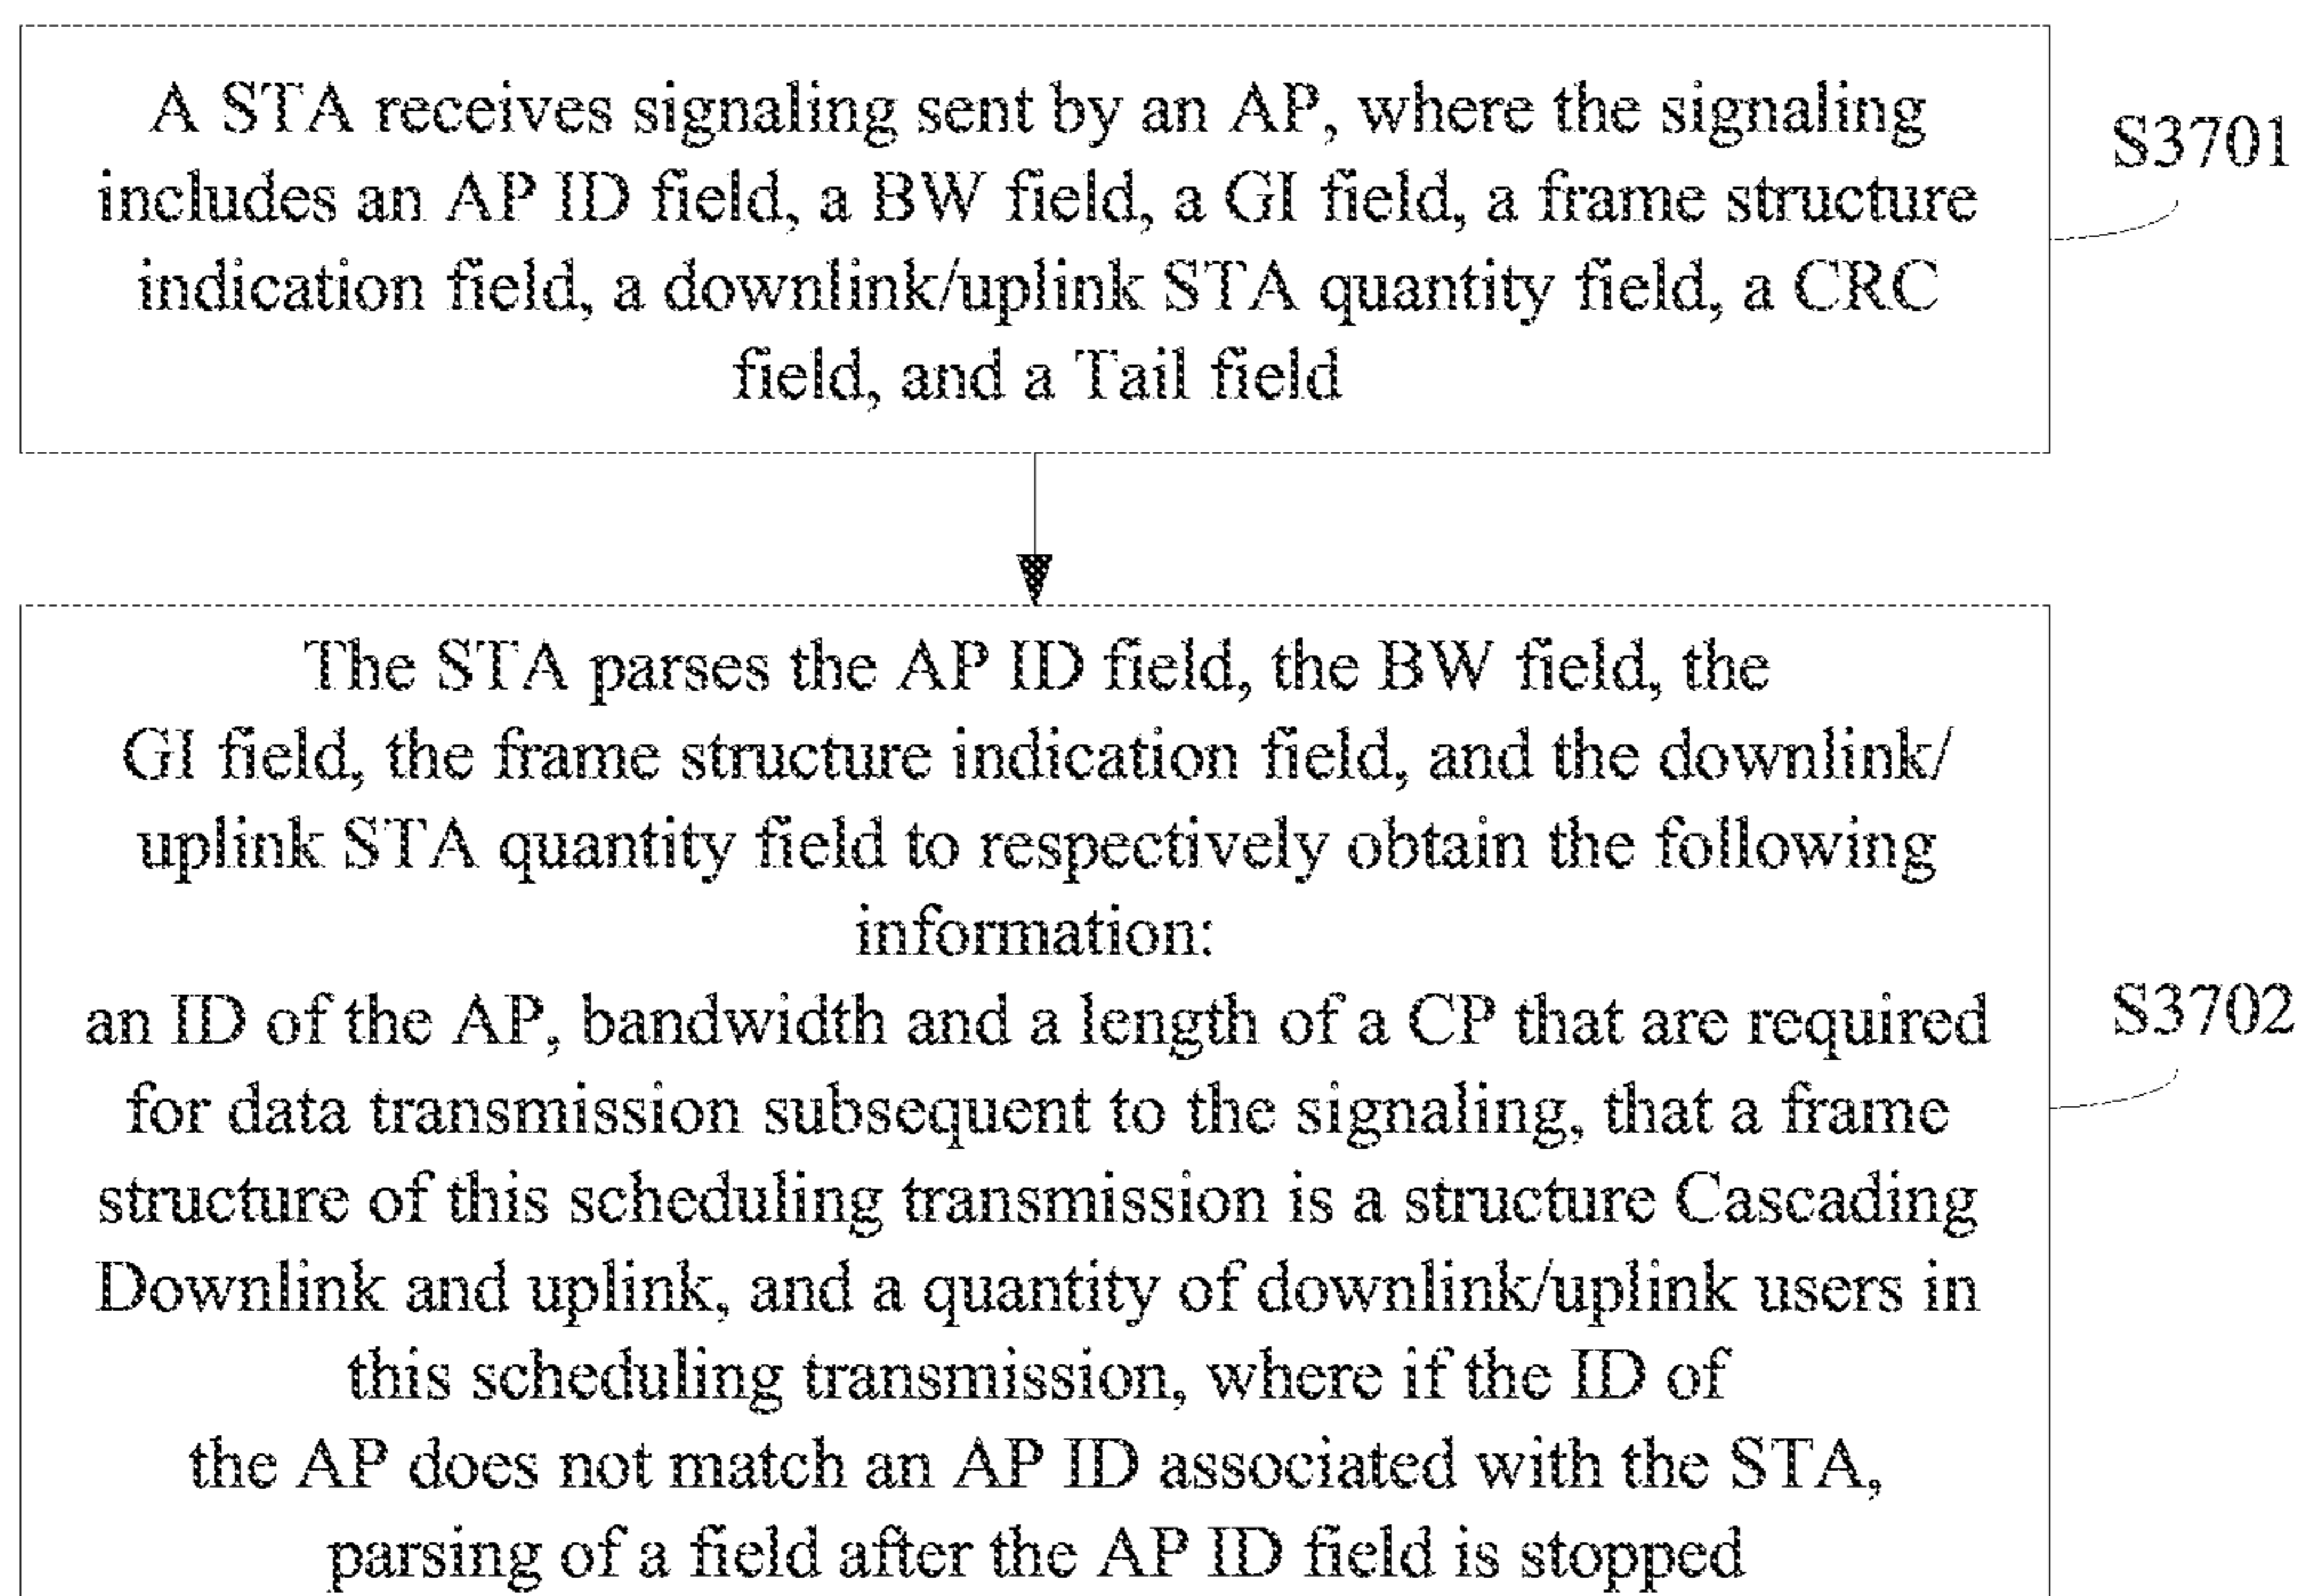 A STA receives signaling sent by an AP, where the signaling
includes an AP ID field, a BW field, a GI field, a frame structure
indication field, a downlink/uplink STA quantity field, a CRC
field, and a Tail field
S3701
The STA parses the AP ID field, the BW field, the
GI field, the frame structure indication field, and the downlink/
uplink STA quantity field to respectively obtain the following
information:
an ID of the AP, bandwidth and a length of a CP that are required
for data transmission subsequent to the signaling, that a frame
structure of this scheduling transmission is a structure Cascading
Downlink and uplink, and a quantity of downlink/uplink users in
this scheduling transmission, where if the ID of
the AP does not match an AP ID associated with the STA,
parsing of a field after the AP ID field is stopped
S3702